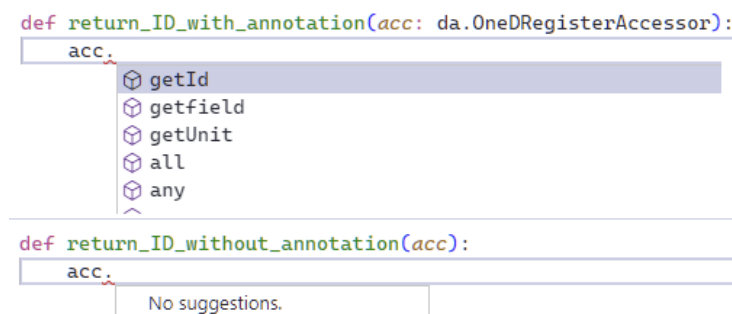 def return_ID_with_annotation(acc: da.OneDRegisterAccessor):
acc.
getId
getfield
getUnit
all
any
def return_ID_without_annotation(acc):
acc.
No suggestions.